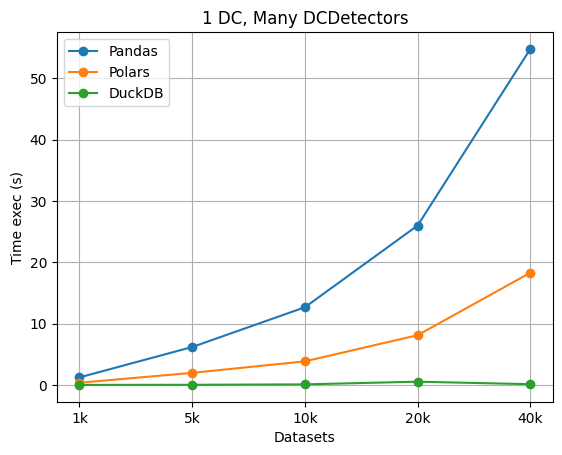 1 DC, Many DCDetectors
Pandas
Polars
DuckDB
Time exec (s)
50
40
30
20
10
0
1k
5k
10k
20k
40k
Datasets